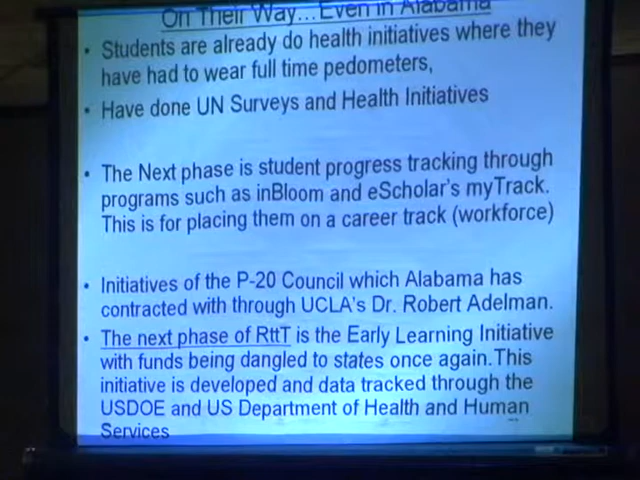 On Their Way...Even in Alabama
• Students are already do health initiatives where they
have had to wear full time pedometers,
• Have done UN Surveys and Health Initiatives
• The Next phase is student progress tracking through
programs such as inBloom and eScholar's myTrack.
This is for placing them on a career track (workforce)
• Initiatives of the P-20 Council which Alabama has
contracted with through UCLA's Dr. Robert Adelman.
• The next phase of RttT is the Early Learning Initiative
with funds being dangled to states once again.This
initiative is developed and data tracked through the
USDOE and US Department of Health and Human
Services